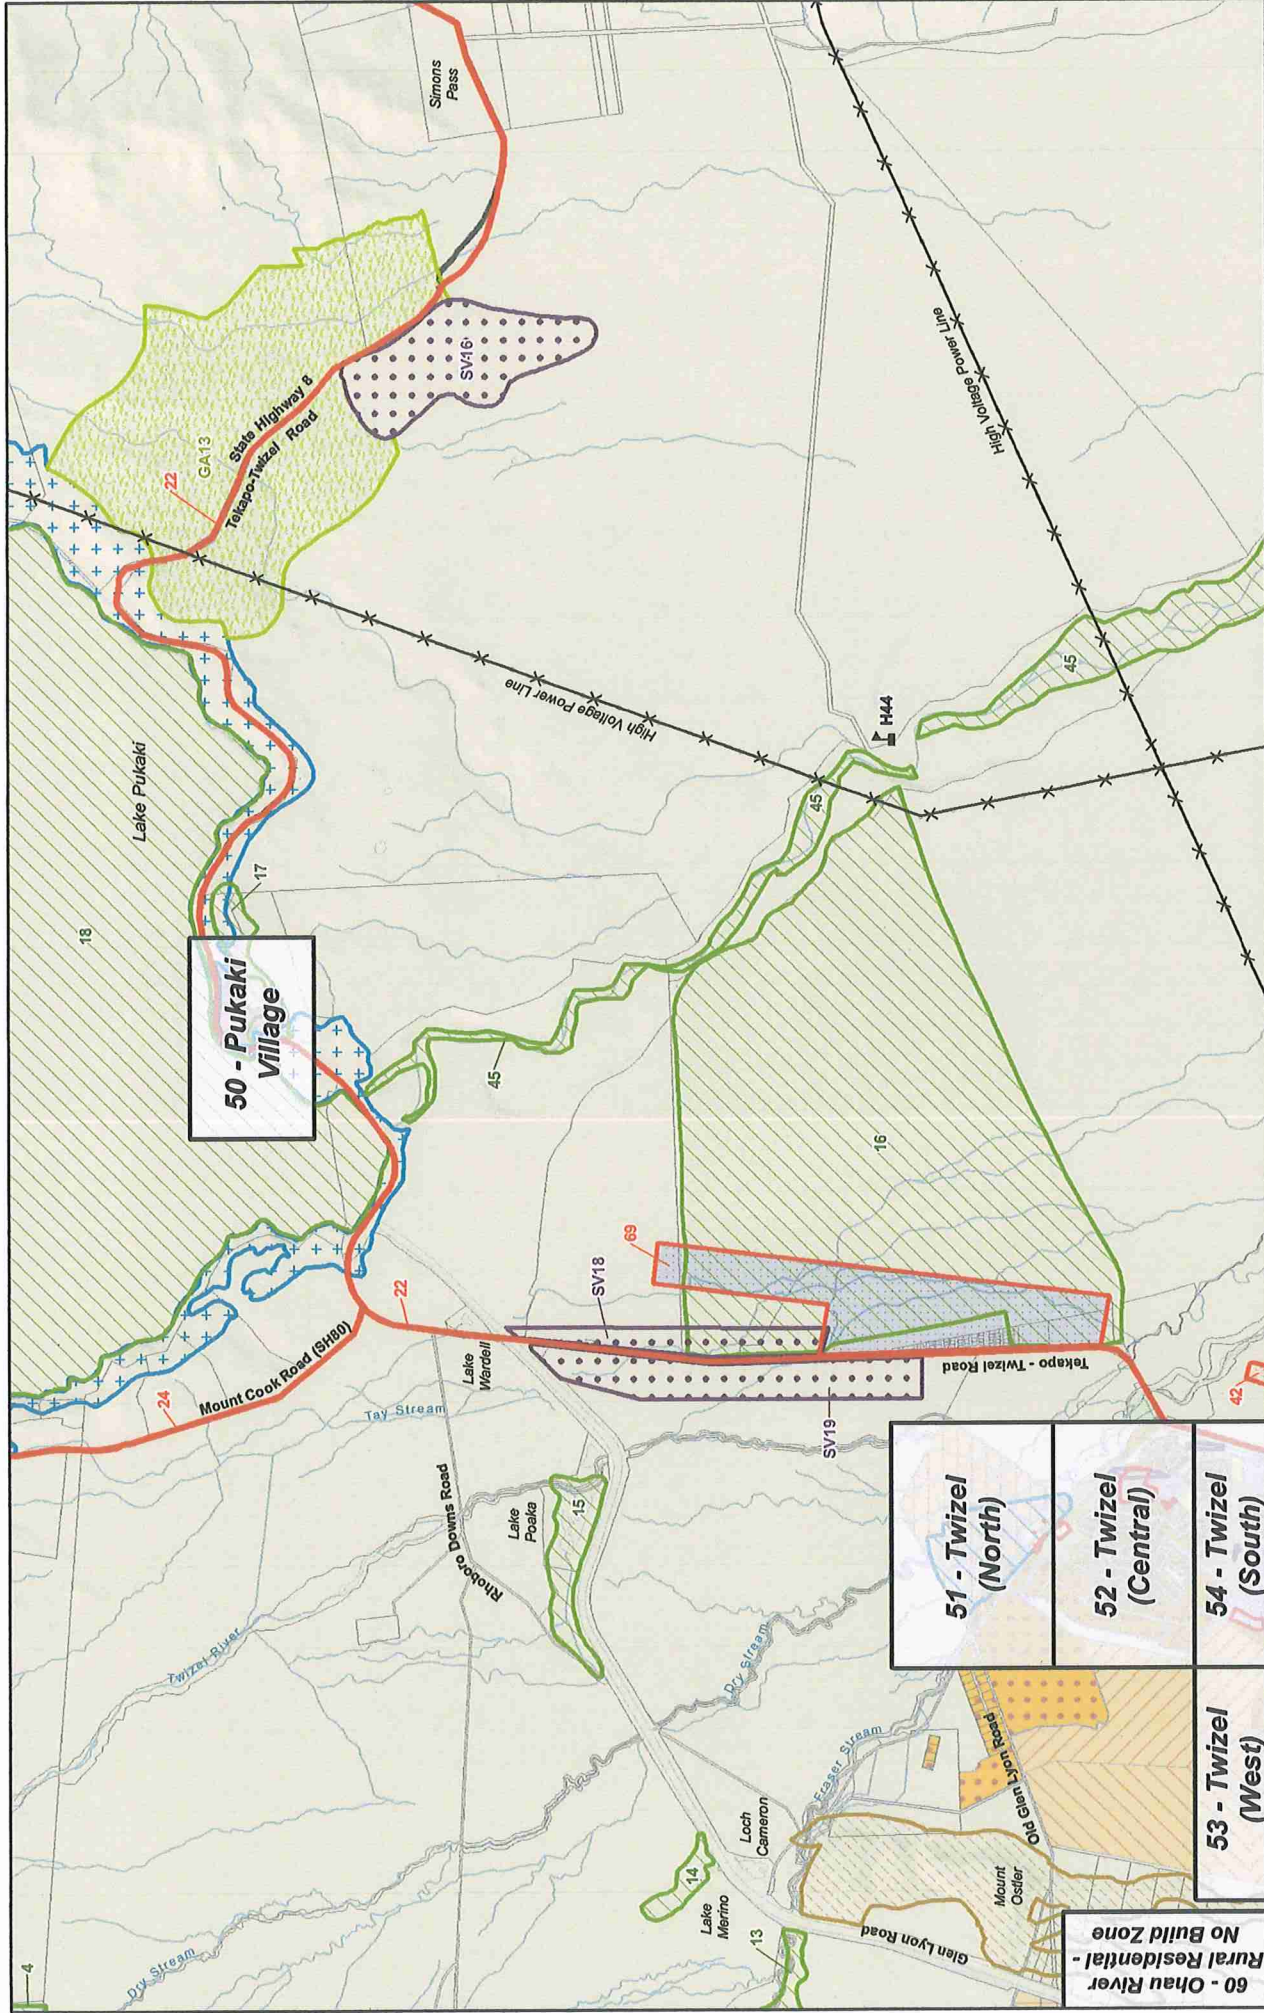 Simons
Pass
State Highway 8
Tekapo-Twizel Road
GA13
22
SV16
High Voltage Power Line
High Voltage Power Line
Lake Pukaki
18
17
50 - Pukaki
Village
45
45
45
H44
16
69
SV18
SV19
22
24
Mount Cook Road (SH80)
Lake
Wardell
Tay Stream
Tekapo - Twizel Road
42
Rhoboro Downs Road
Lake
Poaka
15
Twizel River
Dry Stream
Dry Stream
Fraser Stream
Loch
Cameron
14
Lake
Merino
13
4
Glen Lyon Road
Old Glen Lyon Road
Mount
Ostler
51 - Twizel
(North)
52 - Twizel
(Central)
54 - Twizel
(South)
53 - Twizel
(West)
60 - Ohau River
Rural Residential -
No Build Zone